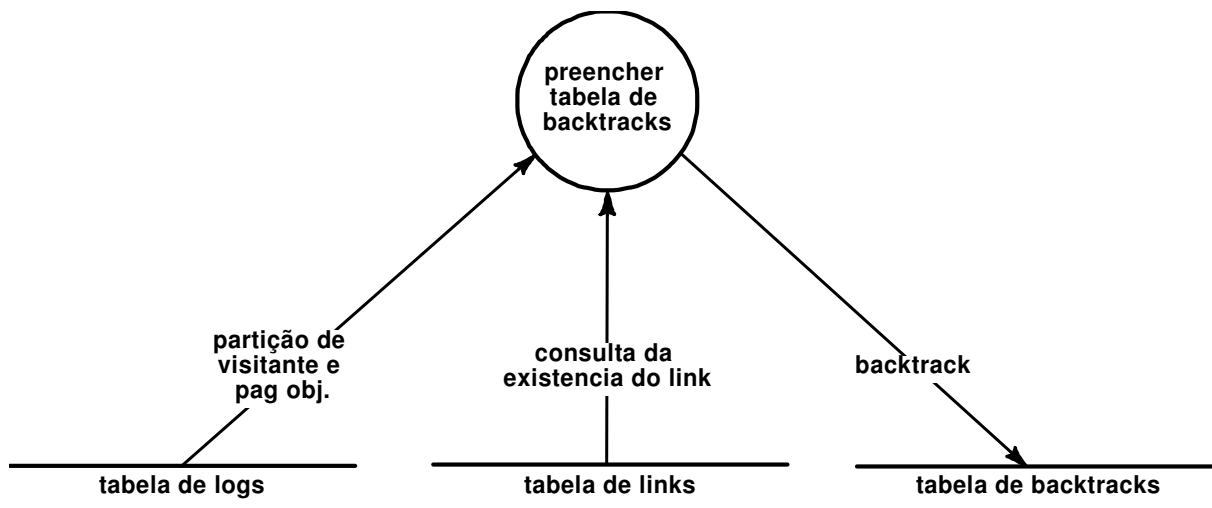 preencher
tabela de
backtracks
partição de
visitante e
pag obj.
consulta da
existencia do link
backtrack
tabela de logs
tabela de links
tabela de backtracks